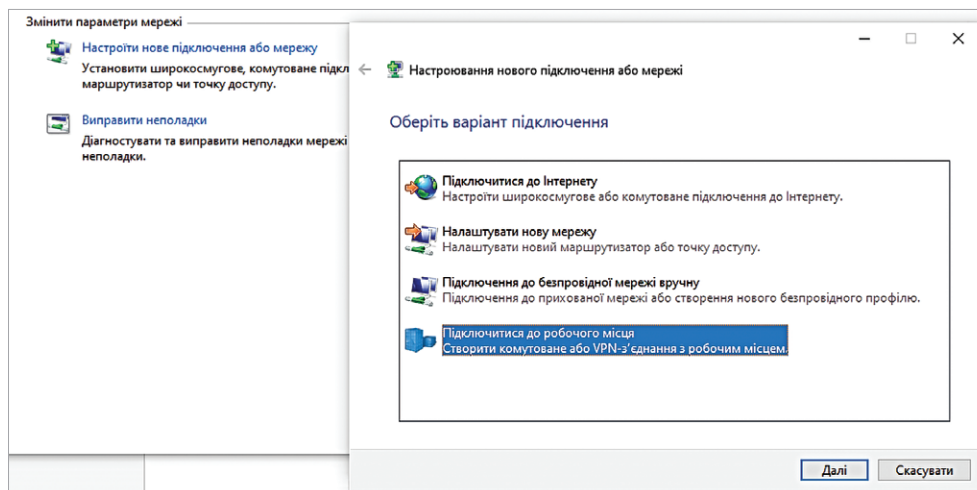 Змінити параметри мережі
Настроїти нове підключення або мережу
Установити широкосмугове, комутоване підкл
маршрутизатор чи точку доступу.
Виправити неполадки
Діагностувати та виправити неполадки мережі
неполадки.
Настроювання нового підключення або мережі
Оберіть варіант підключення
Підключитися до Інтернету
Настроїти широкосмугове або комутоване підключення до Інтернету.
Налаштувати нову мережу
Налаштувати новий маршрутизатор або точку доступу.
Підключення до безпровідної мережі вручну
Підключення до прихованої мережі або створення нового безпровідного профілю.
Підключитися до робочого місця
Створити комутоване або VPN-з'єднання з робочим місцем.
Далі
Скасувати